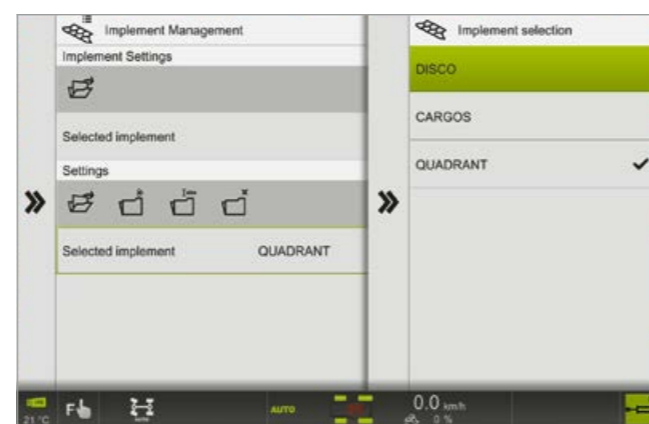 Implement Management
Implement Settings
Selected implement
Settings
Selected implement QUADRANT
Implement selection
DISCO
CARGOS
QUADRANT
21 °C
F
AUTO
0.0 km/h
0 %